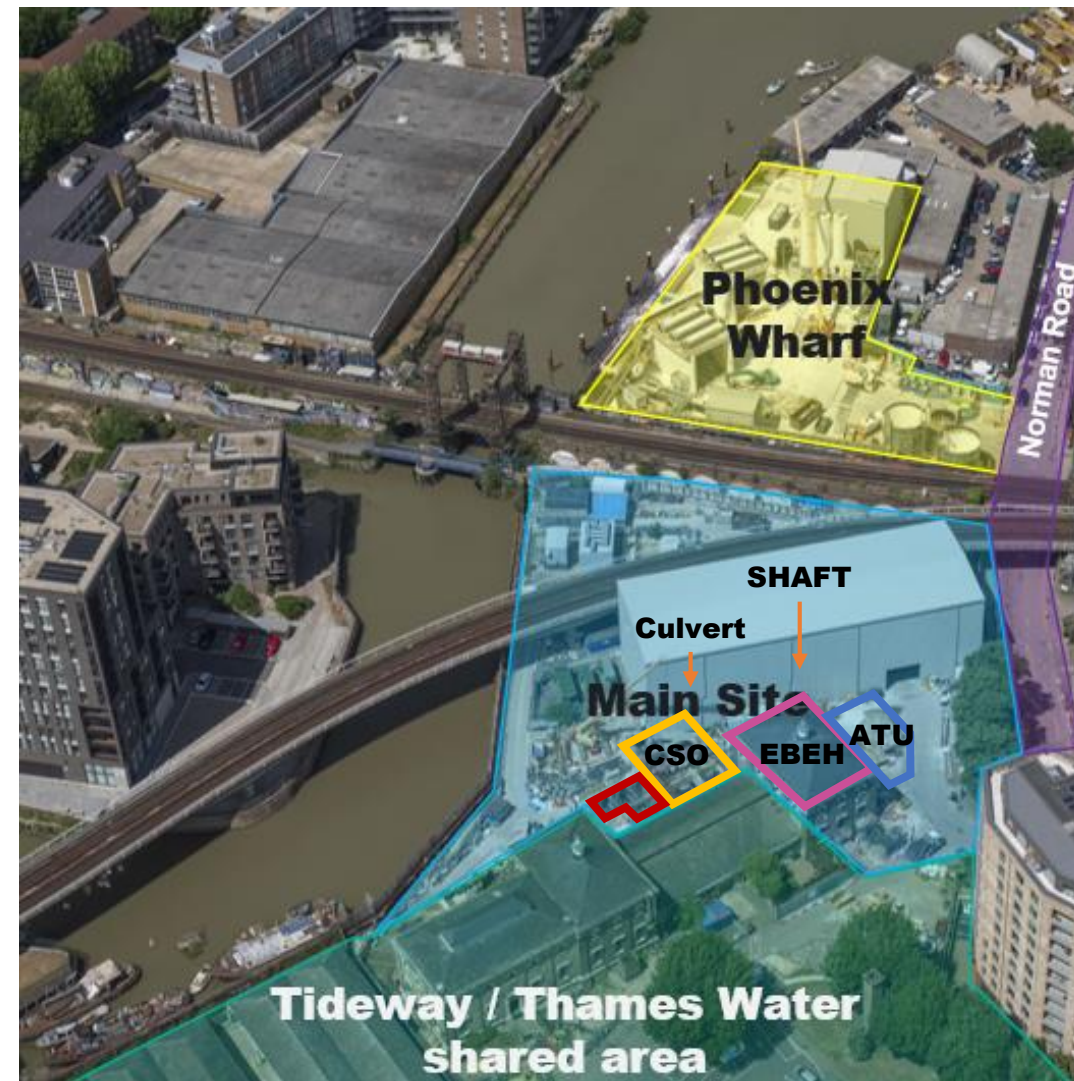 Phoenix
Wharf
Norman Road
SHAFT
Culvert
Main Site
CSO
EBEH
ATU
Tideway / Thames Water
shared area